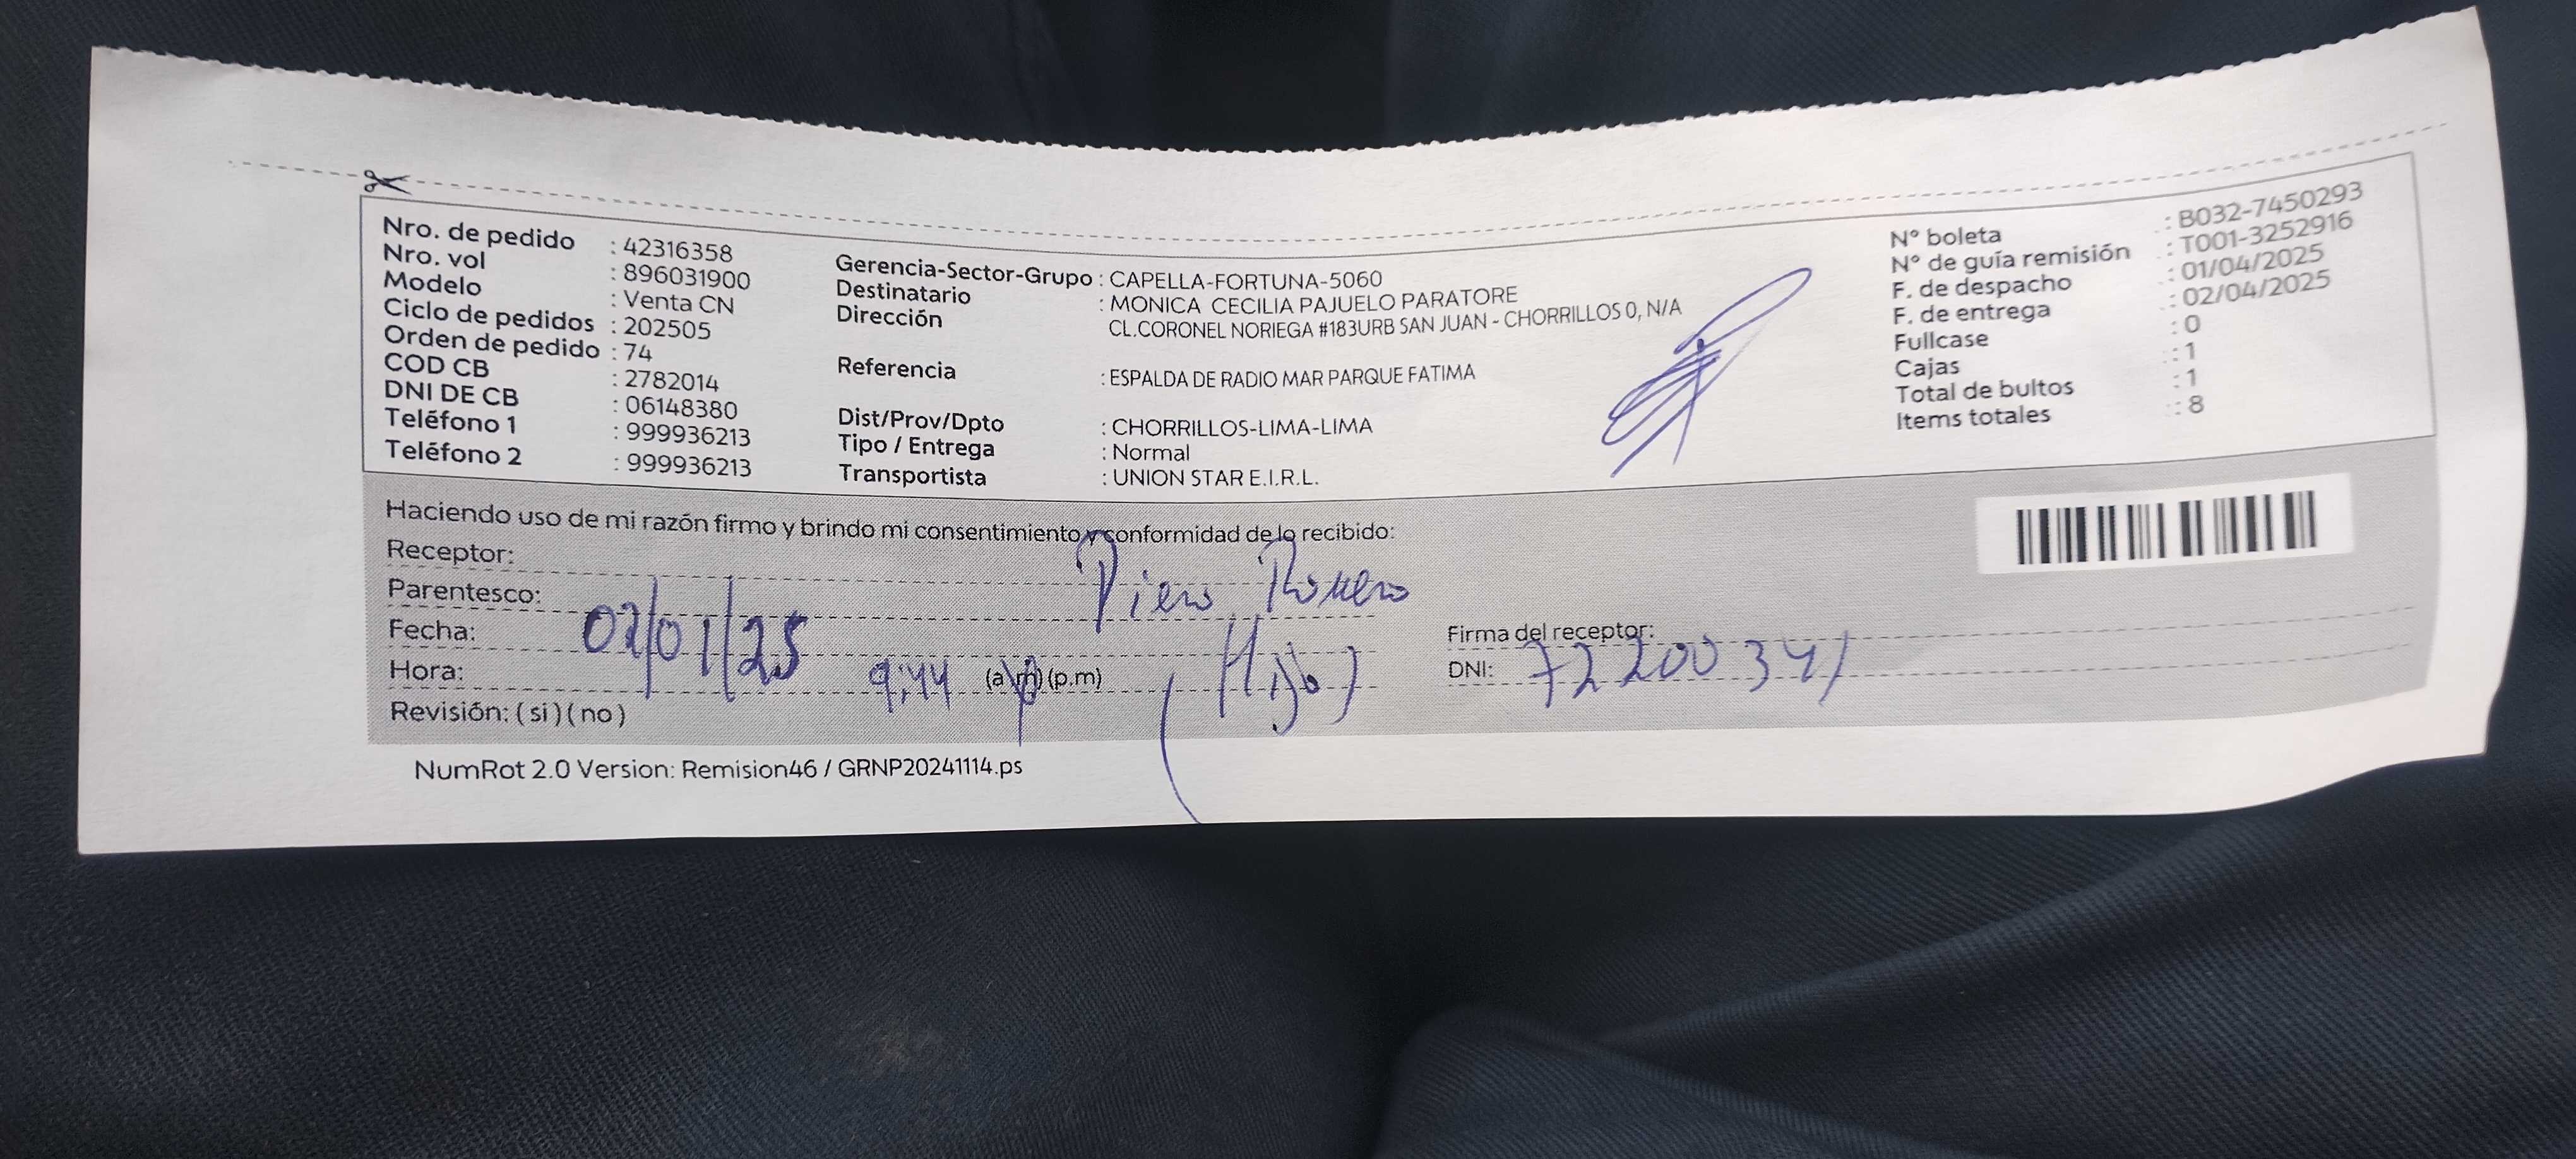 Nro. de pedido : 42316358
Nro. vol : 896031900
Modelo : Venta CN
Ciclo de pedidos : 202505
Orden de pedido : 74
COD CB : 2782014
DNI DE CB : 06148380
Teléfono 1 : 999936213
Teléfono 2 : 999936213
Gerencia-Sector-Grupo : CAPELLA-FORTUNA-5060
Destinatario : MONICA CECILIA PAJUELO PARATORE
Dirección CL.CORONEL NORIEGA #183URB SAN JUAN - CHORRILLOS 0, N/A
Referencia : ESPALDA DE RADIO MAR PARQUE FATIMA
Dist/Prov/Dpto : CHORRILLOS-LIMA-LIMA
Tipo / Entrega : Normal
Transportista : UNION STAR E.I.R.L.
N° boleta : B032-7450293
N° de guía remisión : T001-3252916
F. de despacho : 01/04/2025
F. de entrega : 02/04/2025
Fullcase : 0
Cajas : 1
Total de bultos : 1
Items totales : 8
Haciendo uso de mi razón firmo y brindo mi consentimiento y conformidad de lo recibido:
Receptor: Piero Romero
Parentesco: (Hijo)
Fecha: 02/01/25
Hora: 9:44 (a.m) (p.m)
Revisión: ( si ) ( no )
Firma del receptor:
DNI: 72200341
NumRot 2.0 Version: Remision46 / GRNP20241114.ps